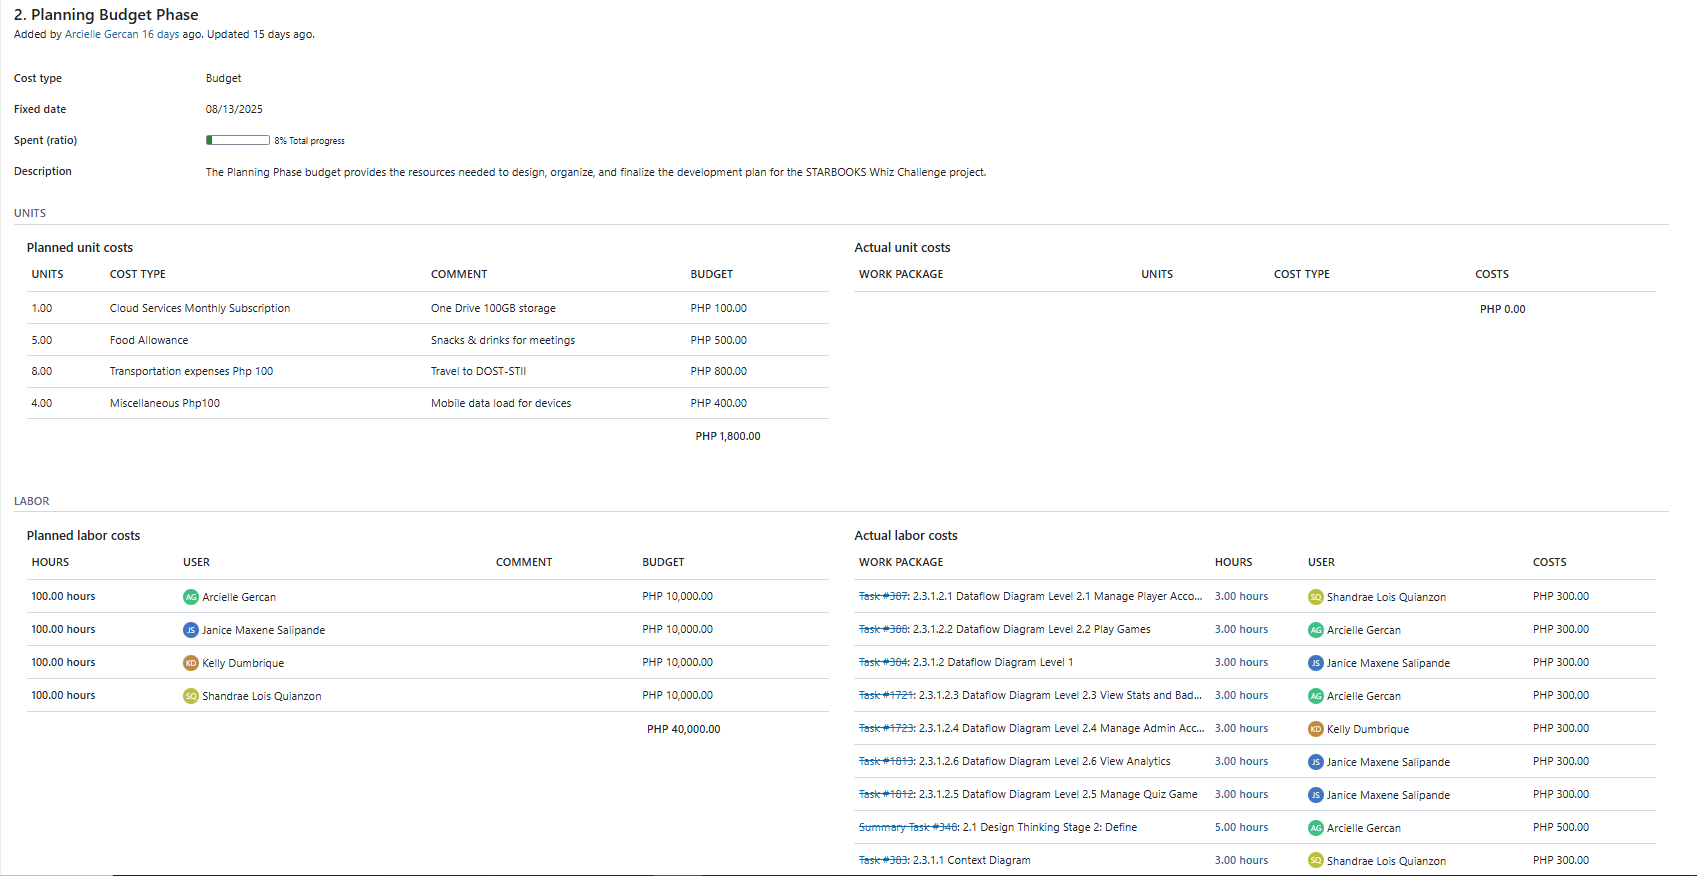 2. Planning Budget Phase
Added by Arcielle Gercan 16 days ago. Updated 15 days ago.
Cost type Budget
Fixed date 08/13/2025
Spent (ratio) 8% Total progress
Description The Planning Phase budget provides the resources needed to design, organize, and finalize the development plan for the STARBOOKS Whiz Challenge project.
UNITS
Planned unit costs
UNITS COST TYPE COMMENT BUDGET
1.00 Cloud Services Monthly Subscription One Drive 100GB storage PHP 100.00
5.00 Food Allowance Snacks & drinks for meetings PHP 500.00
8.00 Transportation expenses Php 100 Travel to DOST-STII PHP 800.00
4.00 Miscellaneous Php100 Mobile data load for devices PHP 400.00
PHP 1,800.00
Actual unit costs
WORK PACKAGE UNITS COST TYPE COSTS
PHP 0.00
LABOR
Planned labor costs
HOURS USER COMMENT BUDGET
100.00 hours AG Arcielle Gercan PHP 10,000.00
100.00 hours JS Janice Maxene Salipande PHP 10,000.00
100.00 hours KD Kelly Dumbrique PHP 10,000.00
100.00 hours SQ Shandrae Lois Quianzon PHP 10,000.00
PHP 40,000.00
Actual labor costs
WORK PACKAGE HOURS USER COSTS
Task #387: 2.3.1.2.1 Dataflow Diagram Level 2.1 Manage Player Acco... 3.00 hours SQ Shandrae Lois Quianzon PHP 300.00
Task #388: 2.3.1.2.2 Dataflow Diagram Level 2.2 Play Games 3.00 hours AG Arcielle Gercan PHP 300.00
Task #384: 2.3.1.2 Dataflow Diagram Level 1 3.00 hours JS Janice Maxene Salipande PHP 300.00
Task #1721: 2.3.1.2.3 Dataflow Diagram Level 2.3 View Stats and Bad... 3.00 hours AG Arcielle Gercan PHP 300.00
Task #1723: 2.3.1.2.4 Dataflow Diagram Level 2.4 Manage Admin Acc... 3.00 hours KD Kelly Dumbrique PHP 300.00
Task #1813: 2.3.1.2.6 Dataflow Diagram Level 2.6 View Analytics 3.00 hours JS Janice Maxene Salipande PHP 300.00
Task #1812: 2.3.1.2.5 Dataflow Diagram Level 2.5 Manage Quiz Game 3.00 hours JS Janice Maxene Salipande PHP 300.00
Summary Task #348: 2.1 Design Thinking Stage 2: Define 5.00 hours AG Arcielle Gercan PHP 500.00
Task #383: 2.3.1.1 Context Diagram 3.00 hours SQ Shandrae Lois Quianzon PHP 300.00